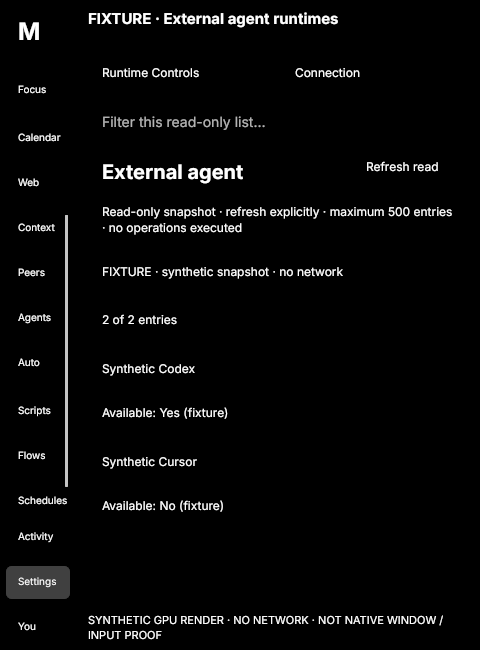 M
FIXTURE · External agent runtimes
Runtime Controls
Connection
Focus
Calendar
Web
Context
Peers
Agents
Auto
Scripts
Flows
Schedules
Activity
Settings
You
Filter this read-only list...
External agent
Refresh read
Read-only snapshot · refresh explicitly · maximum 500 entries
· no operations executed
FIXTURE · synthetic snapshot · no network
2 of 2 entries
Synthetic Codex
Available: Yes (fixture)
Synthetic Cursor
Available: No (fixture)
SYNTHETIC GPU RENDER · NO NETWORK · NOT NATIVE WINDOW /
INPUT PROOF